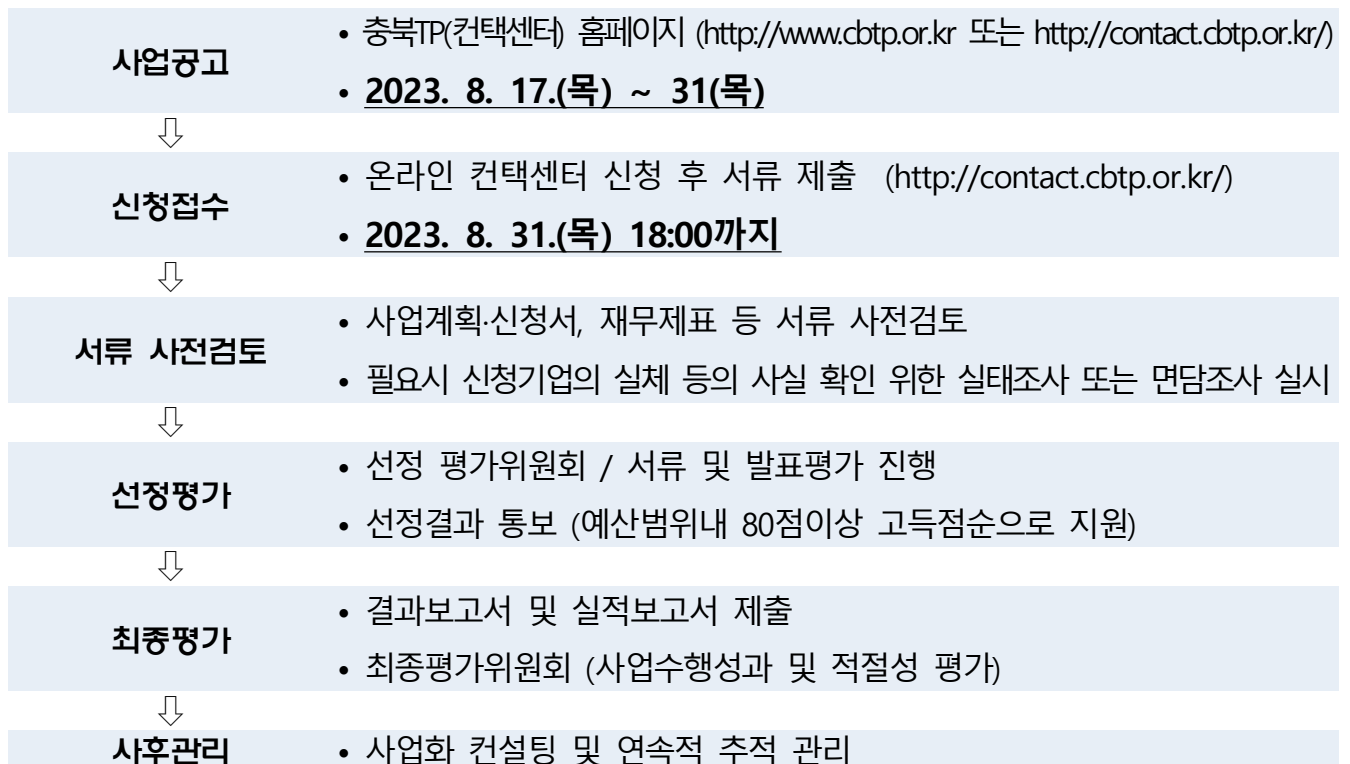 사업공고
• 충북TP(컨택센터) 홈페이지 (http://www.cbtp.or.kr 또는 http://contact.cbtp.or.kr/)
• 2023. 8. 17.(목) ~ 31(목)
⇩
신청접수
• 온라인 컨택센터 신청 후 서류 제출 (http://contact.cbtp.or.kr/)
• 2023. 8. 31.(목) 18:00까지
⇩
서류 사전검토
• 사업계획·신청서, 재무제표 등 서류 사전검토
• 필요시 신청기업의 실체 등의 사실 확인 위한 실태조사 또는 면담조사 실시
⇩
선정평가
• 선정 평가위원회 / 서류 및 발표평가 진행
• 선정결과 통보 (예산범위내 80점이상 고득점순으로 지원)
⇩
최종평가
• 결과보고서 및 실적보고서 제출
• 최종평가위원회 (사업수행성과 및 적절성 평가)
⇩
사후관리
• 사업화 컨설팅 및 연속적 추적 관리